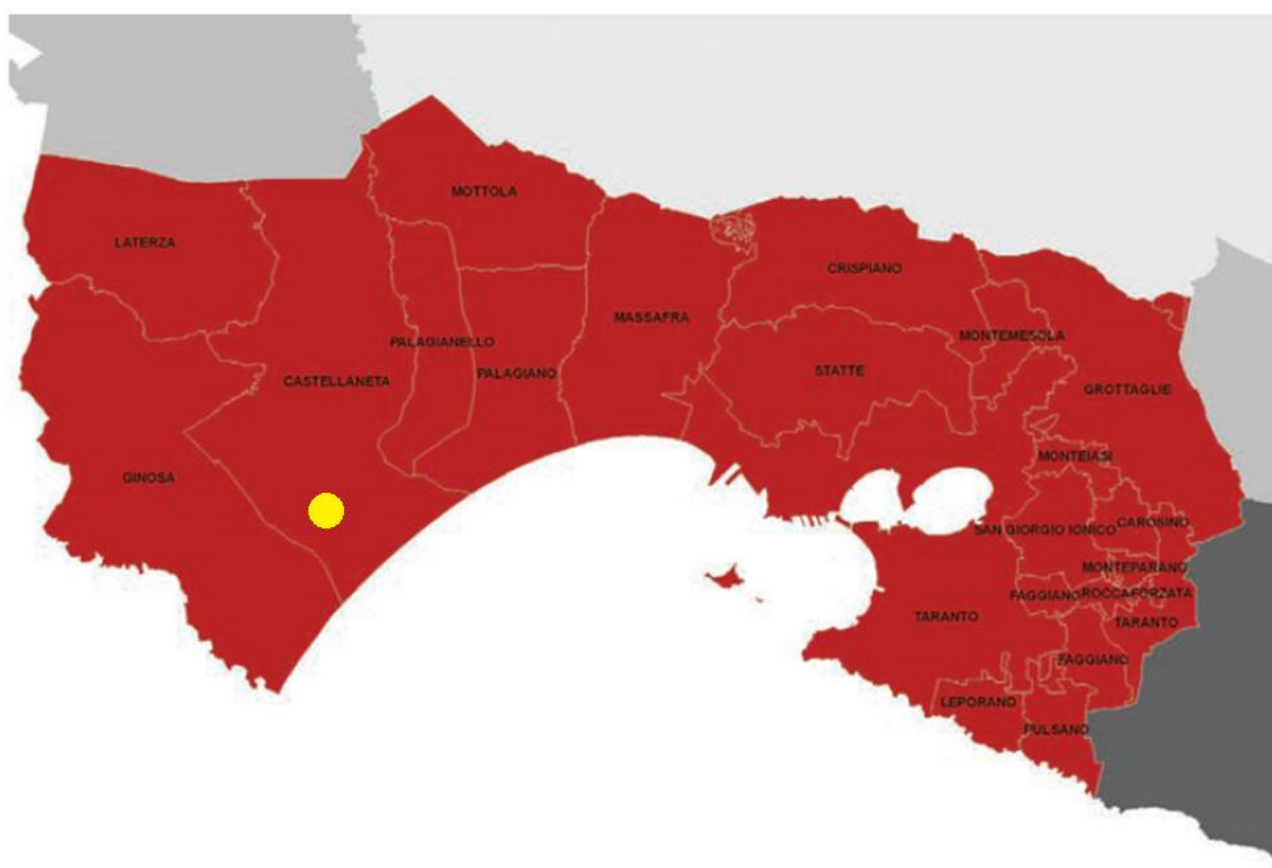 MOTTOLA
LATERZA
CRISPIANO
MASSAFRA
MONTEMESOLA
PALAGIANELLO
STATTE
PALAGIANO
CASTELLANETA
GROTTAGLIE
MONTEIASI
GINOSA
CAROSINO
SAN GIORGIO IONICO
MONTEPARANO
FAGGIANO
ROCCAFORZATA
TARANTO
TARANTO
FAGGIANO
LEPORANO
PULSANO